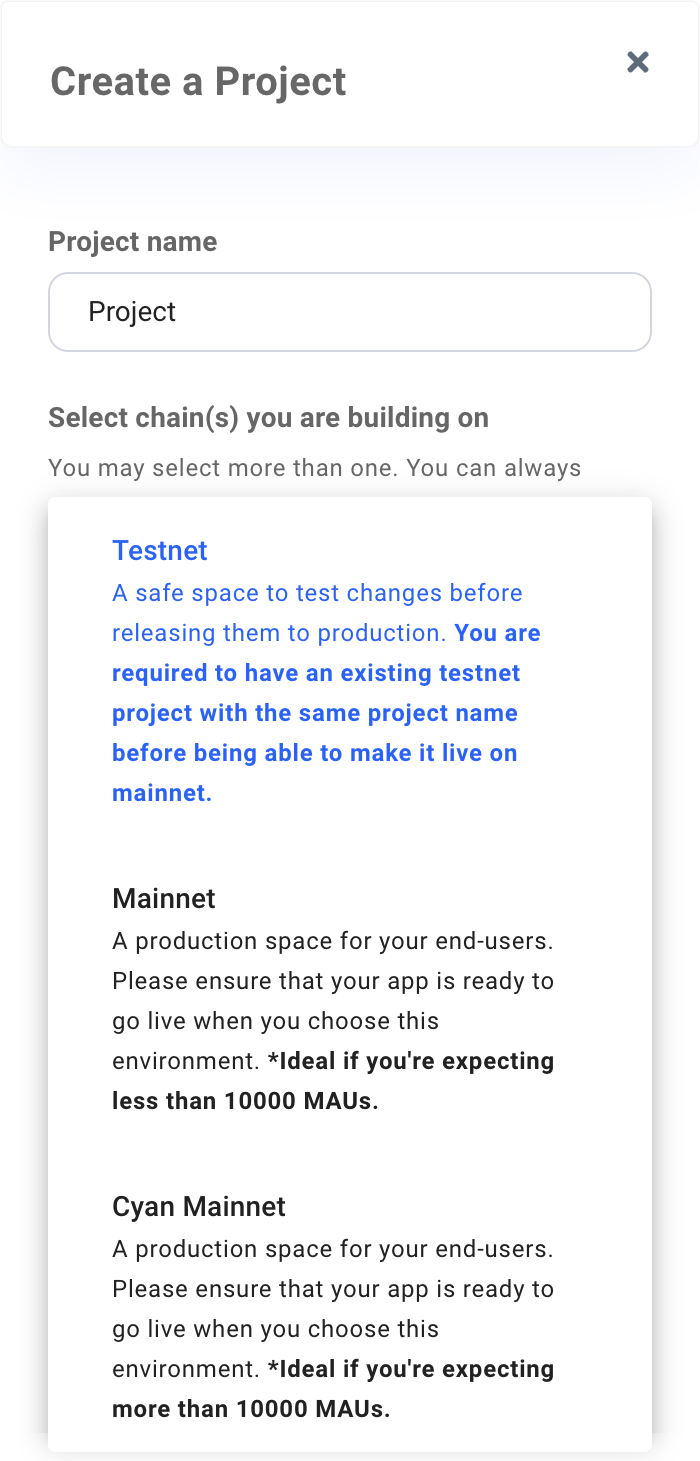 Create a Project
Project name
Project
Select chain(s) you are building on
You may select more than one. You can always
Testnet
A safe space to test changes before
releasing them to production. You are
required to have an existing testnet
project with the same project name
before being able to make it live on
mainnet.
Mainnet
A production space for your end-users.
Please ensure that your app is ready to
go live when you choose this
environment. *Ideal if you're expecting
less than 10000 MAUs.
Cyan Mainnet
A production space for your end-users.
Please ensure that your app is ready to
go live when you choose this
environment. *Ideal if you're expecting
more than 10000 MAUs.